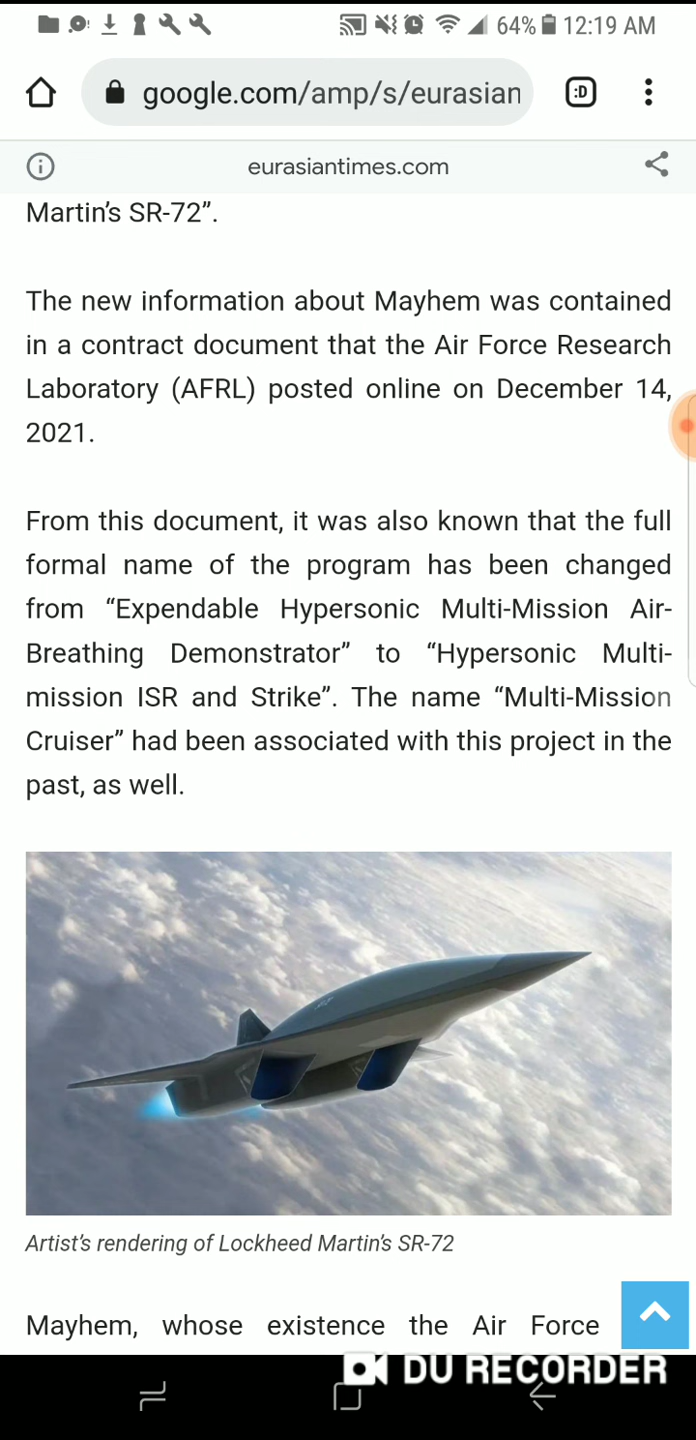 64% 12:19 AM
google.com/amp/s/eurasian :D
eurasiantimes.com
Martin's SR-72”.
The new information about Mayhem was contained
in a contract document that the Air Force Research
Laboratory (AFRL) posted online on December 14,
2021.
From this document, it was also known that the full
formal name of the program has been changed
from “Expendable Hypersonic Multi-Mission Air-
Breathing Demonstrator” to “Hypersonic Multi-
mission ISR and Strike”. The name “Multi-Mission
Cruiser” had been associated with this project in the
past, as well.
Artist's rendering of Lockheed Martin's SR-72
Mayhem, whose existence the Air Force
DU RECORDER